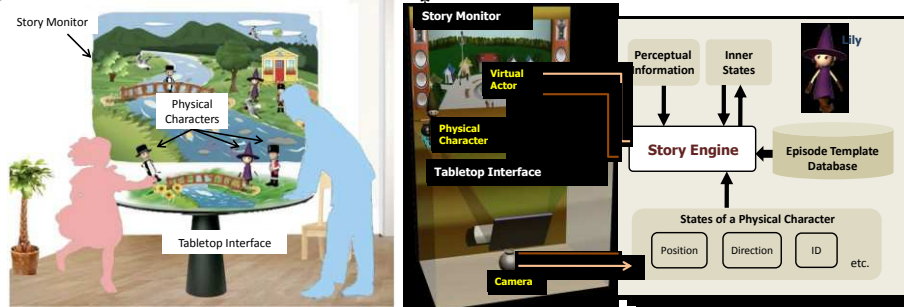 Story Monitor
Physical
Characters
Tabletop Interface
Story Monitor
Virtual
Actor
Physical
Character
Tabletop Interface
Camera
Perceptual
Information
Inner
States
Lily
Story Engine
Episode Template
Database
States of a Physical Character
Position
Direction
ID
etc.